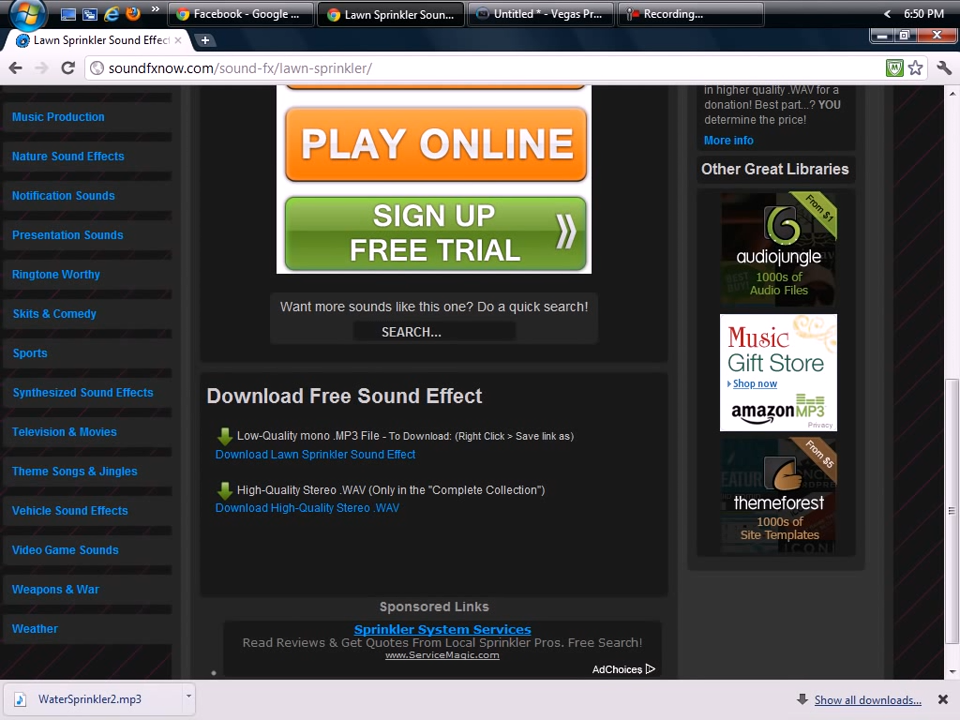 »
Facebook - Google ...
Lawn Sprinkler Soun...
Untitled * - Vegas Pr...
Recording...
6:50 PM
Lawn Sprinkler Sound Effect
soundfxnow.com/sound-fx/lawn-sprinkler/
Music Production
Nature Sound Effects
Notification Sounds
Presentation Sounds
Ringtone Worthy
Skits & Comedy
Sports
Synthesized Sound Effects
Television & Movies
Theme Songs & Jingles
Vehicle Sound Effects
Video Game Sounds
Weapons & War
Weather
PLAY ONLINE
SIGN UP
FREE TRIAL
Want more sounds like this one? Do a quick search!
SEARCH...
Download Free Sound Effect
Low-Quality mono .MP3 File - To Download: (Right Click > Save link as)
Download Lawn Sprinkler Sound Effect
High-Quality Stereo .WAV (Only in the "Complete Collection")
Download High-Quality Stereo .WAV
Sponsored Links
Sprinkler System Services
Read Reviews & Get Quotes From Local Sprinkler Pros. Free Search!
www.ServiceMagic.com
AdChoices
in higher quality .WAV for a
donation! Best part...? YOU
determine the price!
More info
Other Great Libraries
From $1
audiojungle
1000s of
Audio Files
Music
Gift Store
Shop now
amazonMP3
Privacy
From $5
themeforest
1000s of
Site Templates
WaterSprinkler2.mp3
Show all downloads...